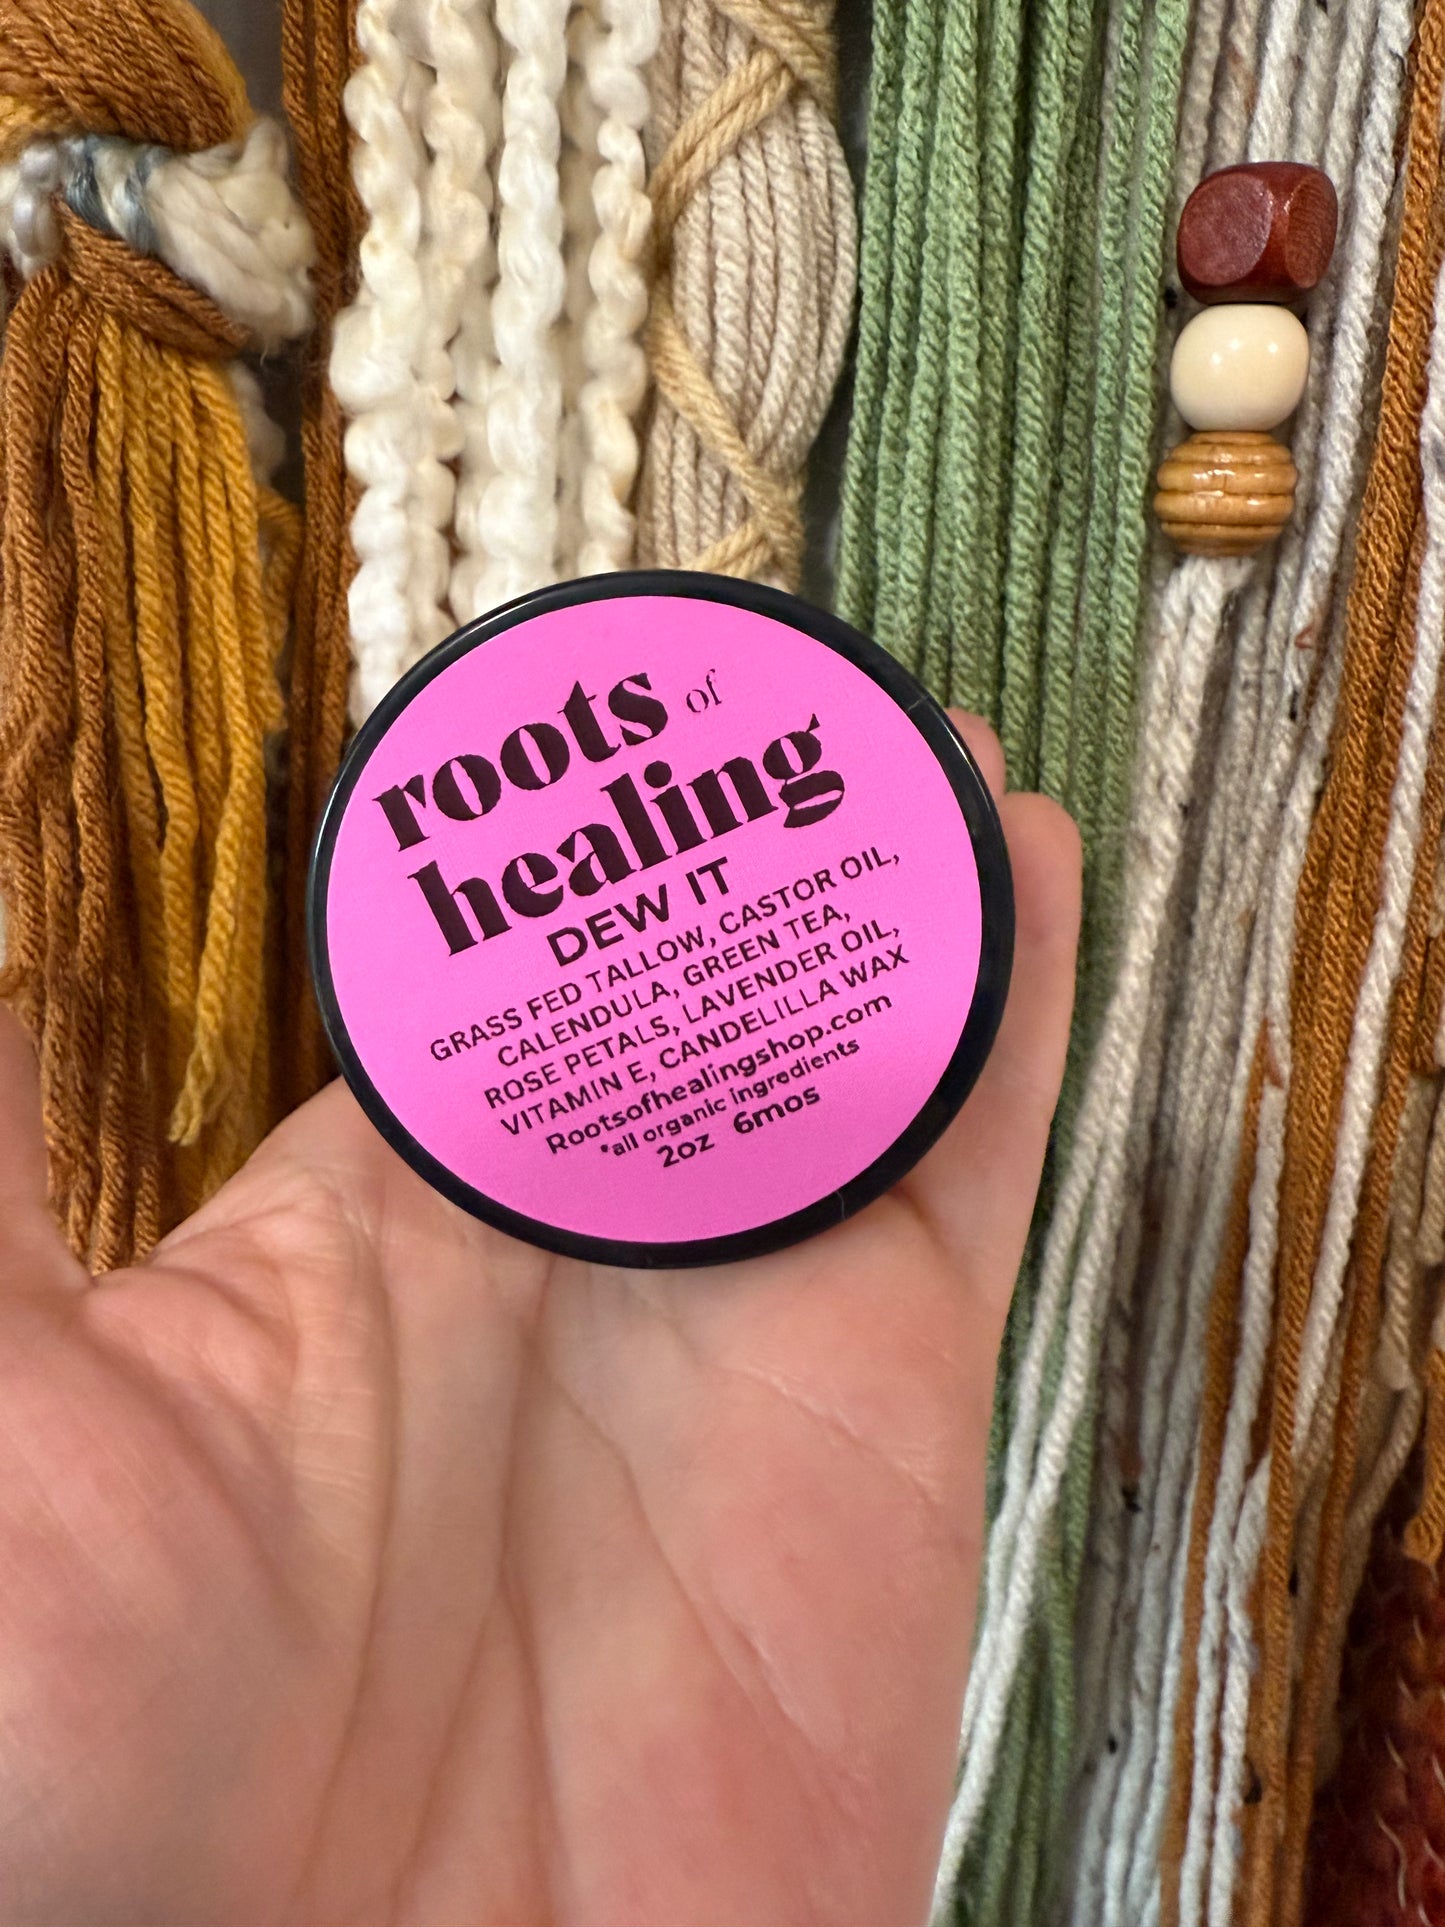 roots of
healing
DEW IT
GRASS FED TALLOW, CASTOR OIL,
CALENDULA, GREEN TEA,
ROSE PETALS, LAVENDER OIL,
VITAMIN E, CANDELILLA WAX
Rootsofhealingshop.com
*all organic ingredients
2oz 6mos